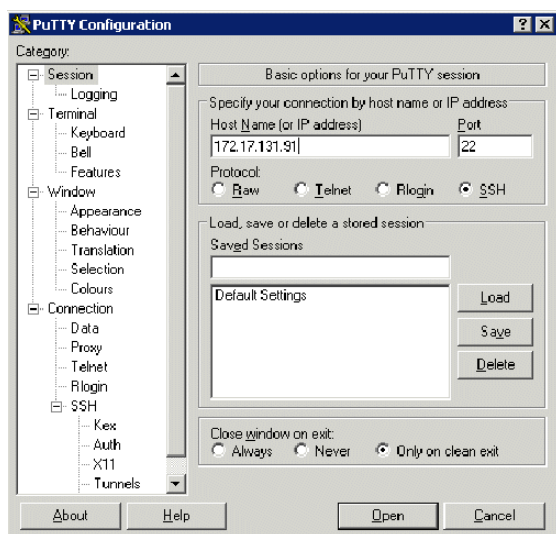 PuTTY Configuration
Category:
Session
Logging
Terminal
Keyboard
Bell
Features
Window
Appearance
Behaviour
Translation
Selection
Colours
Connection
Data
Proxy
Telnet
Rlogin
SSH
Kex
Auth
X11
Tunnels
Basic options for your PuTTY session
Specify your connection by host name or IP address
Host Name (or IP address) Port
172.17.131.91 22
Protocol:
Raw Telnet Rlogin SSH
Load, save or delete a stored session
Saved Sessions
Default Settings
Load
Save
Delete
Close window on exit:
Always Never Only on clean exit
About Help Open Cancel